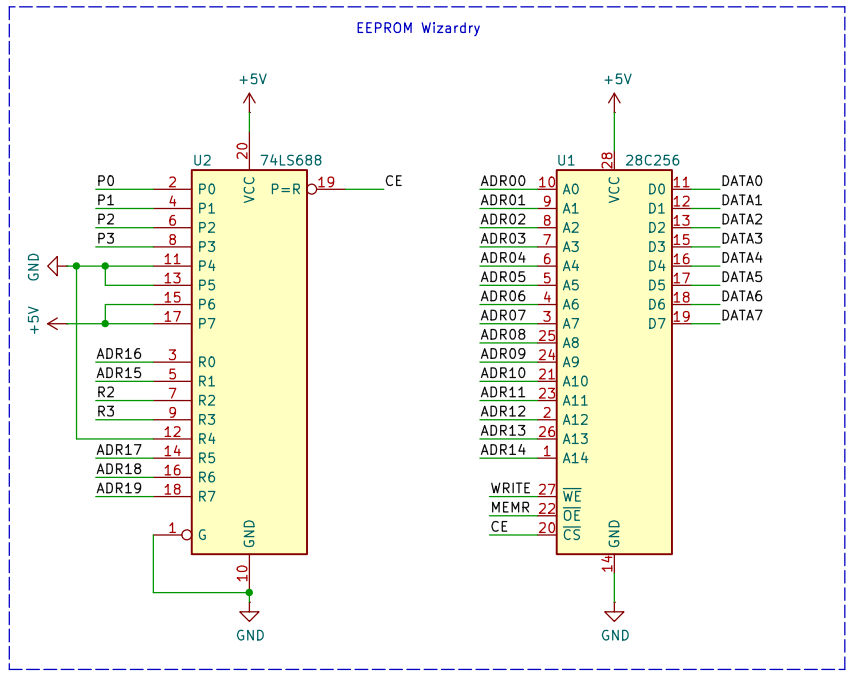 EEPROM Wizardry
+5V
20
U2 74LS688
VCC
P0 2 P0
P1 4 P1
P2 6 P2
P3 8 P3
GND 11 P4
13 P5
15 P6
+5V 17 P7
P=R 19 CE
ADR16 3 R0
ADR15 5 R1
R2 7 R2
R3 9 R3
12 R4
ADR17 14 R5
ADR18 16 R6
ADR19 18 R7
1 G
GND
10
GND
+5V
28
U1 28C256
VCC
ADR00 10 A0 D0 11 DATA0
ADR01 9 A1 D1 12 DATA1
ADR02 8 A2 D2 13 DATA2
ADR03 7 A3 D3 15 DATA3
ADR04 6 A4 D4 16 DATA4
ADR05 5 A5 D5 17 DATA5
ADR06 4 A6 D6 18 DATA6
ADR07 3 A7 D7 19 DATA7
ADR08 25 A8
ADR09 24 A9
ADR10 21 A10
ADR11 23 A11
ADR12 2 A12
ADR13 26 A13
ADR14 1 A14
WRITE 27 WE
MEMR 22 OE
CE 20 CS
GND
14
GND